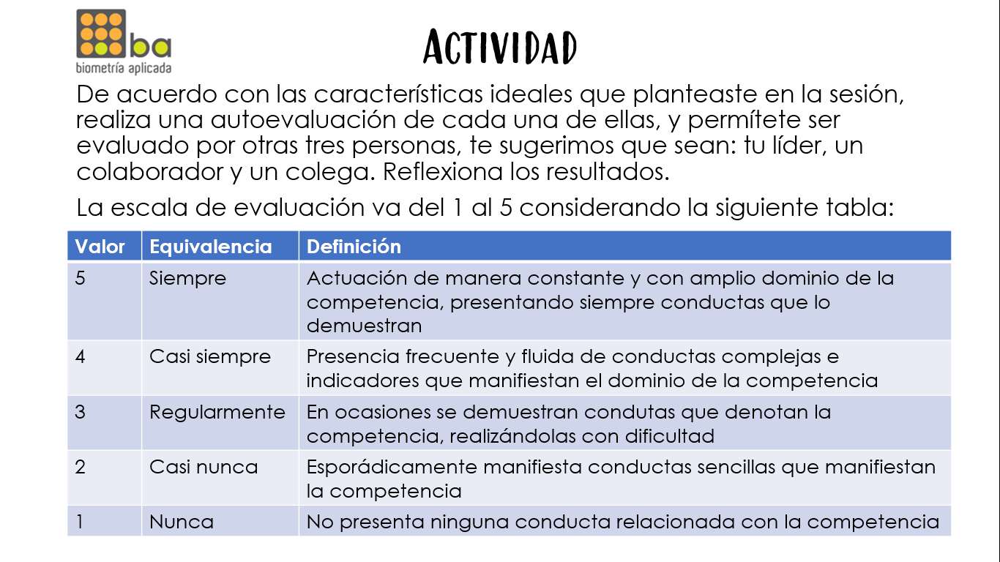 ba
biometría aplicada
ACTIVIDAD
De acuerdo con las características ideales que planteaste en la sesión,
realiza una autoevaluación de cada una de ellas, y permítete ser
evaluado por otras tres personas, te sugerimos que sean: tu líder, un
colaborador y un colega. Reflexiona los resultados.
La escala de evaluación va del 1 al 5 considerando la siguiente tabla:
Valor Equivalencia Definición
5 Siempre Actuación de manera constante y con amplio dominio de la
competencia, presentando siempre conductas que lo
demuestran
4 Casi siempre Presencia frecuente y fluida de conductas complejas e
indicadores que manifiestan el dominio de la competencia
3 Regularmente En ocasiones se demuestran condutas que denotan la
competencia, realizándolas con dificultad
2 Casi nunca Esporádicamente manifiesta conductas sencillas que manifiestan
la competencia
1 Nunca No presenta ninguna conducta relacionada con la competencia